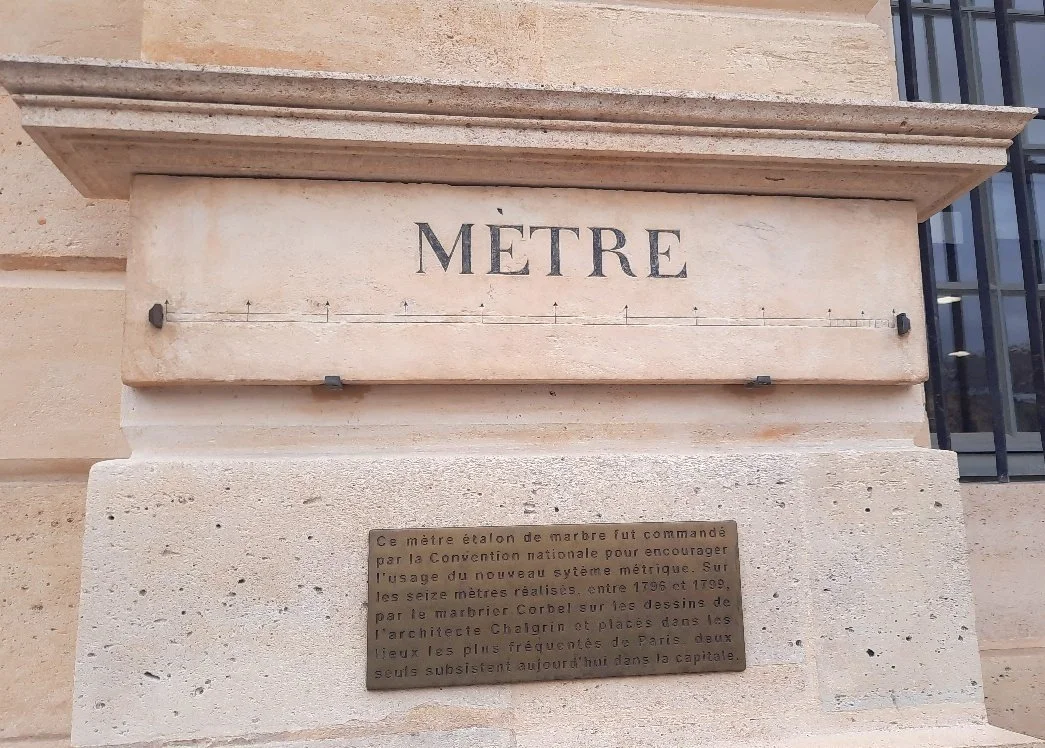 MÈTRE
Ce mètre étalon de marbre fut commandé
par la Convention nationale pour encourager
l'usage du nouveau sytème métrique. Sur
les seize mètres réalisés, entre 1796 et 1799,
par le marbrier Corbel sur les dessins de
l'architecte Chalgrin et placés dans les
lieux les plus fréquentés de Paris, deux
seuls subsistent aujourd'hui dans la capitale.